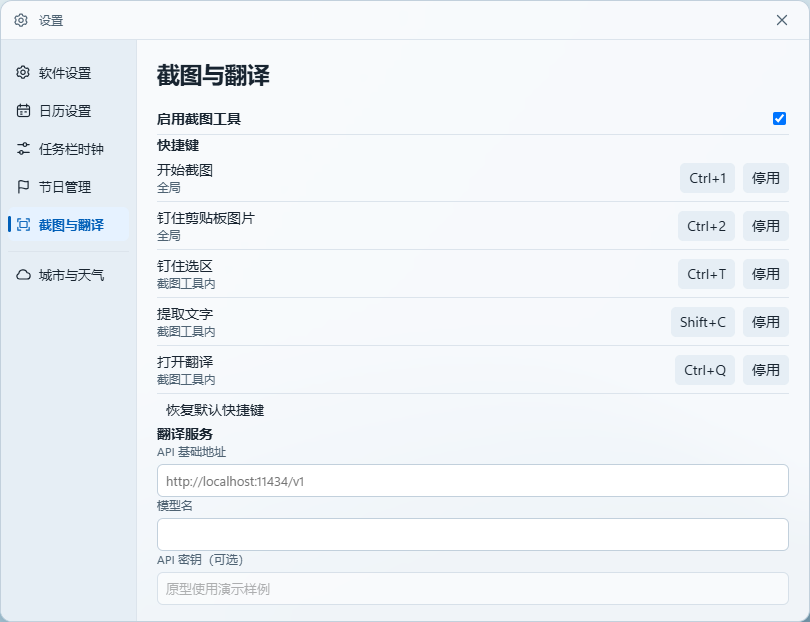 设置
软件设置
日历设置
任务栏时钟
节日管理
截图与翻译
城市与天气
截图与翻译
启用截图工具
快捷键
开始截图
全局
Ctrl+1 停用
钉住剪贴板图片
全局
Ctrl+2 停用
钉住选区
截图工具内
Ctrl+T 停用
提取文字
截图工具内
Shift+C 停用
打开翻译
截图工具内
Ctrl+Q 停用
恢复默认快捷键
翻译服务
API 基础地址
http://localhost:11434/v1
模型名
API 密钥（可选）
原型使用演示样例